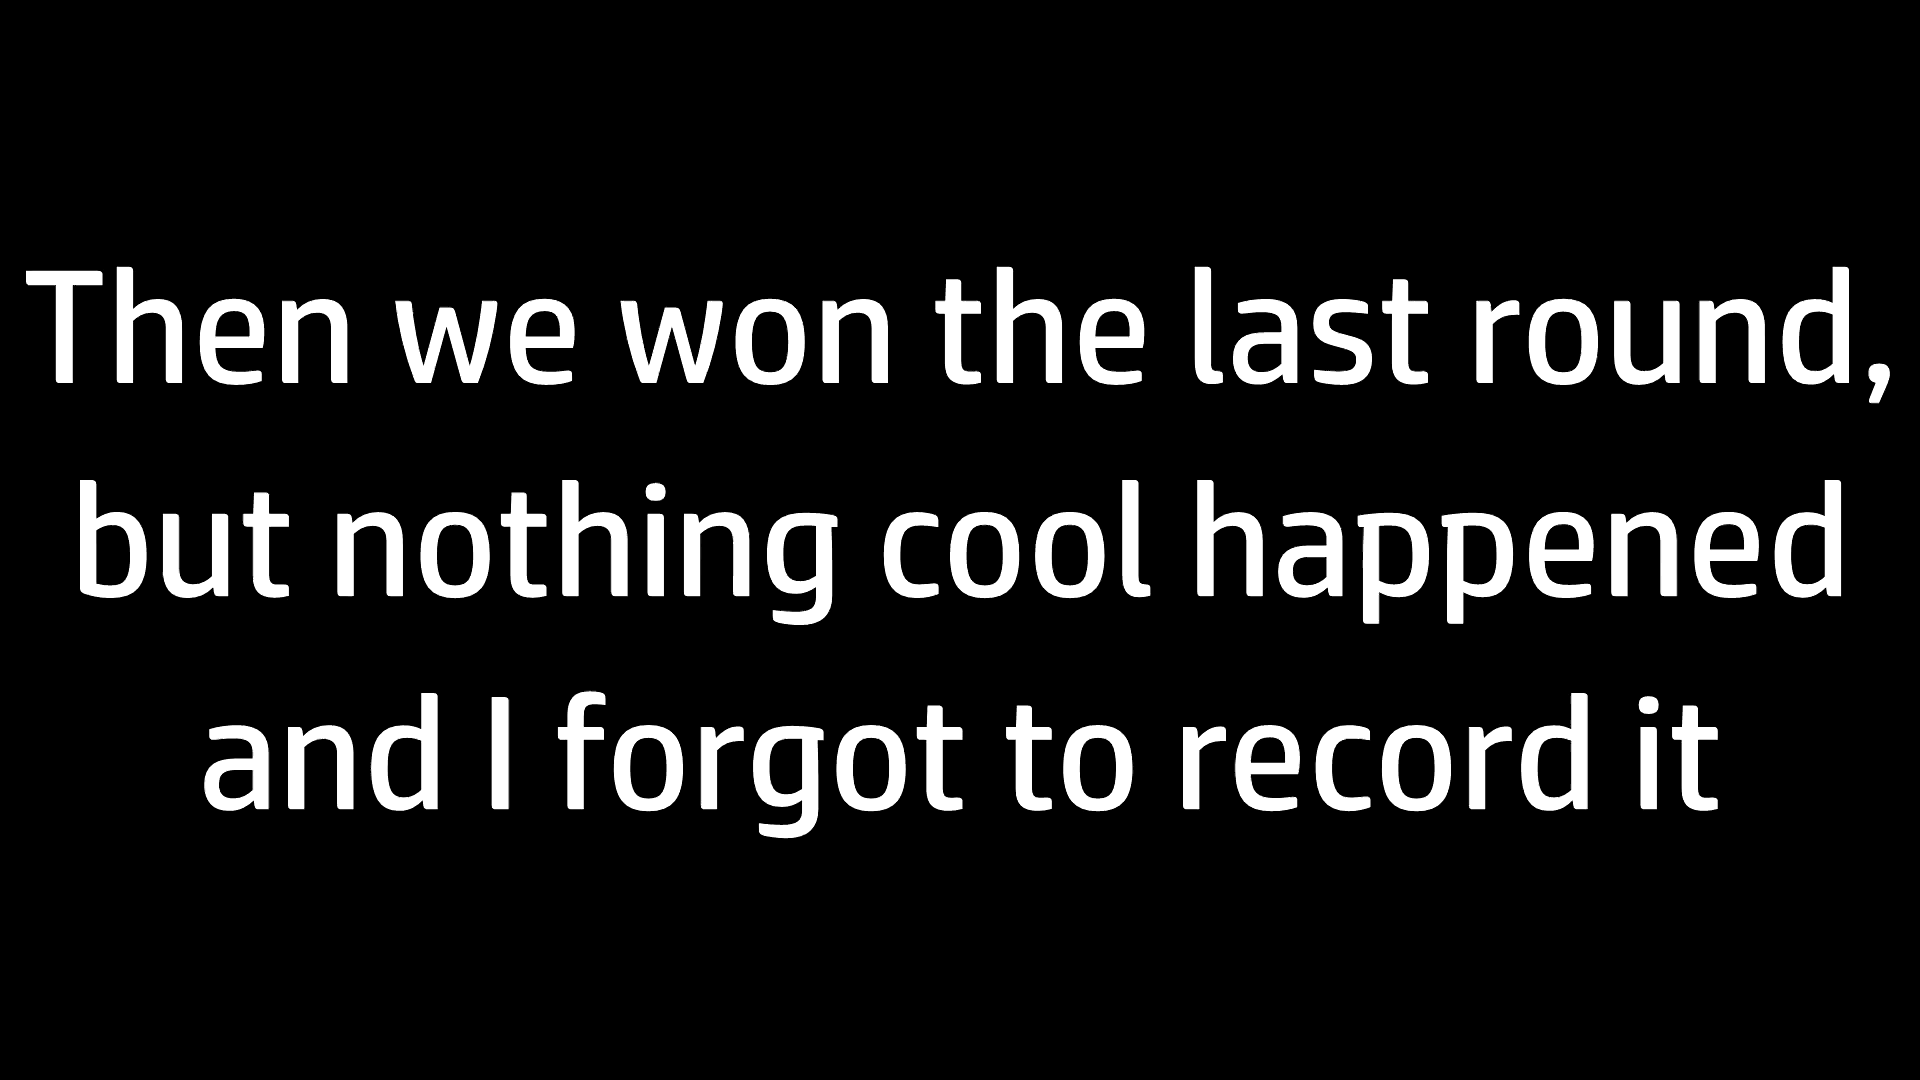 Then we won the last round,
but nothing cool happened
and I forgot to record it